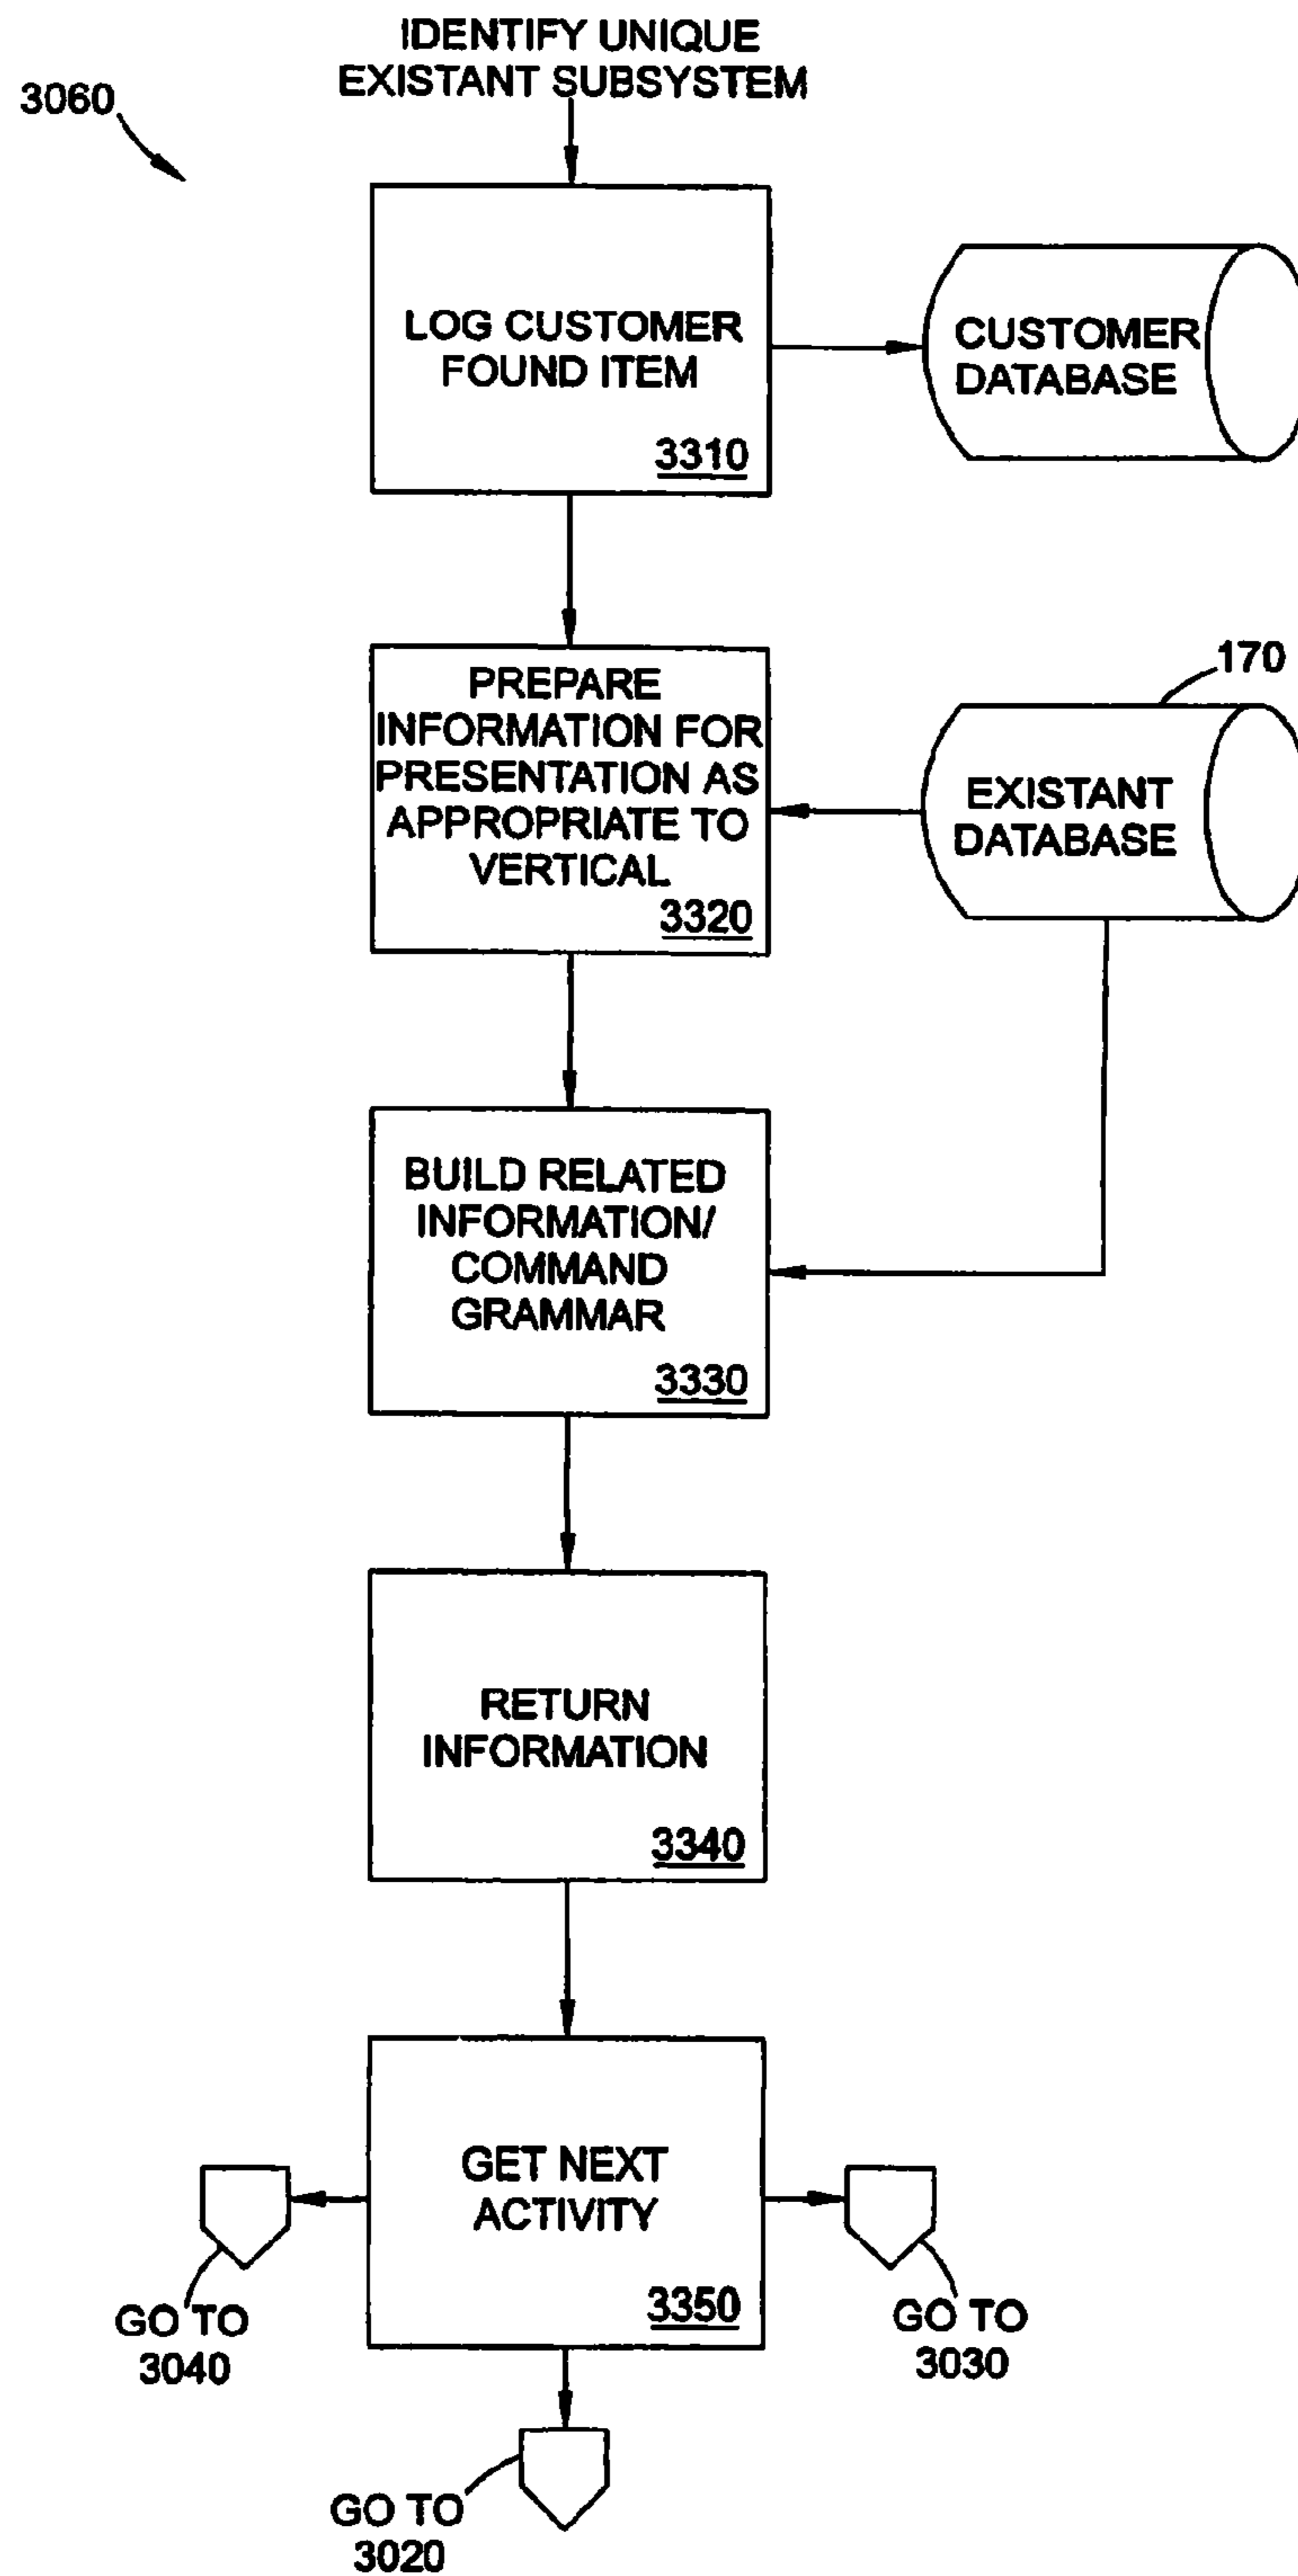 IDENTIFY UNIQUE
EXISTANT SUBSYSTEM
3060
LOG CUSTOMER
FOUND ITEM
3310
CUSTOMER
DATABASE
170
PREPARE
INFORMATION FOR
PRESENTATION AS
APPROPRIATE TO
VERTICAL
3320
EXISTANT
DATABASE
BUILD RELATED
INFORMATION/
COMMAND
GRAMMAR
3330
RETURN
INFORMATION
3340
GET NEXT
ACTIVITY
3350
GO TO
3040
GO TO
3030
GO TO
3020